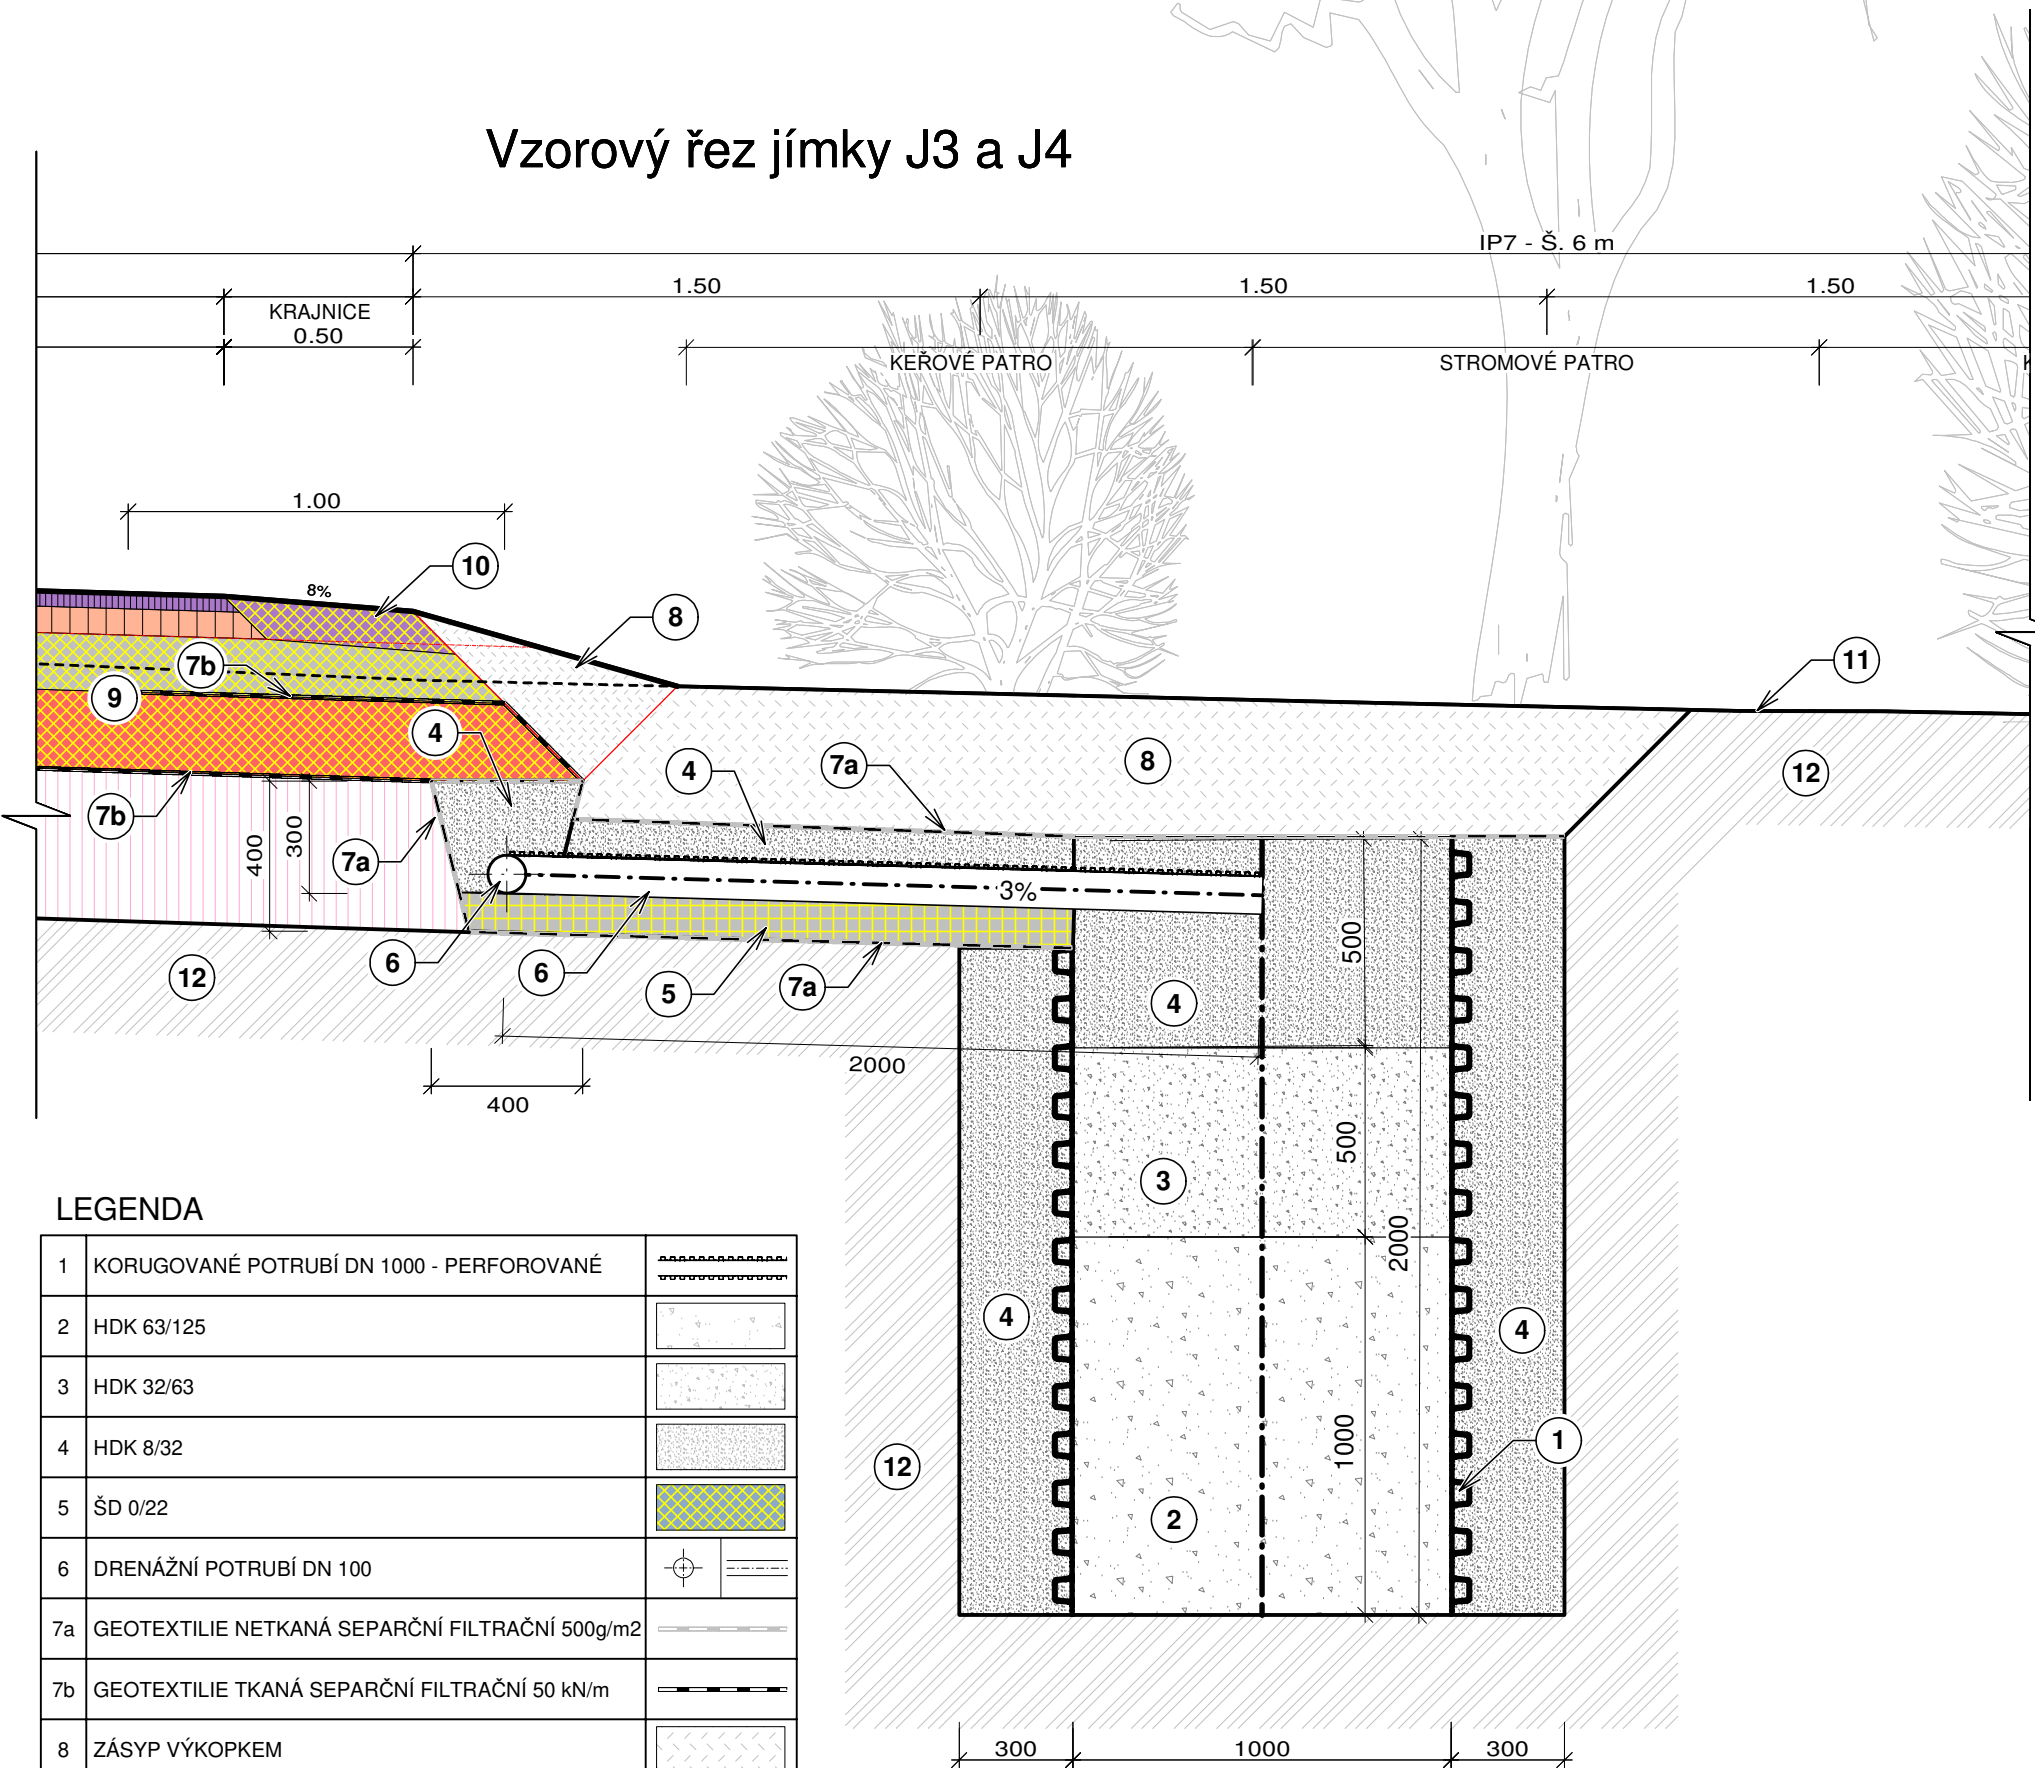 Vzorový řez jímky J3 a J4
IP7 - Š. 6 m
1.50
1.50
1.50
KRAJNICE
0.50
KEŘOVÉ PATRO
STROMOVÉ PATRO
1.00
10
8%
8
7b
11
9
4
4
7a
8
12
7b
400
300
7a
3%
500
12
6
6
5
7a
4
2000
400
500
3
2000
4
4
1000
1
12
2
300
1000
300
LEGENDA
1 KORUGOVANÉ POTRUBÍ DN 1000 - PERFOROVANÉ
2 HDK 63/125
3 HDK 32/63
4 HDK 8/32
5 ŠD 0/22
6 DRENÁŽNÍ POTRUBÍ DN 100
7a GEOTEXTILIE NETKANÁ SEPARČNÍ FILTRAČNÍ 500g/m2
7b GEOTEXTILIE TKANÁ SEPARČNÍ FILTRAČNÍ 50 kN/m
8 ZÁSYP VÝKOPKEM